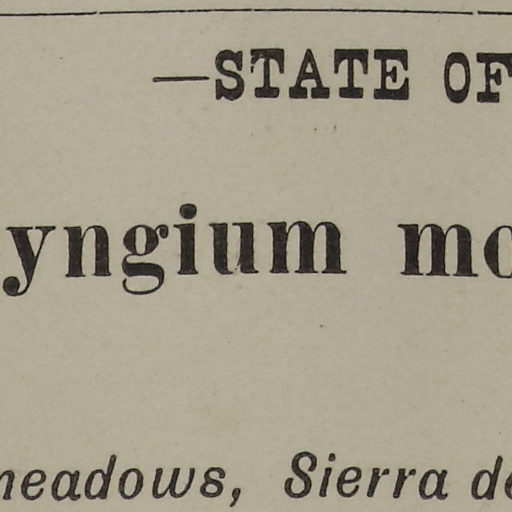 —STATE OF
yngium mo
meadows, Sierra de